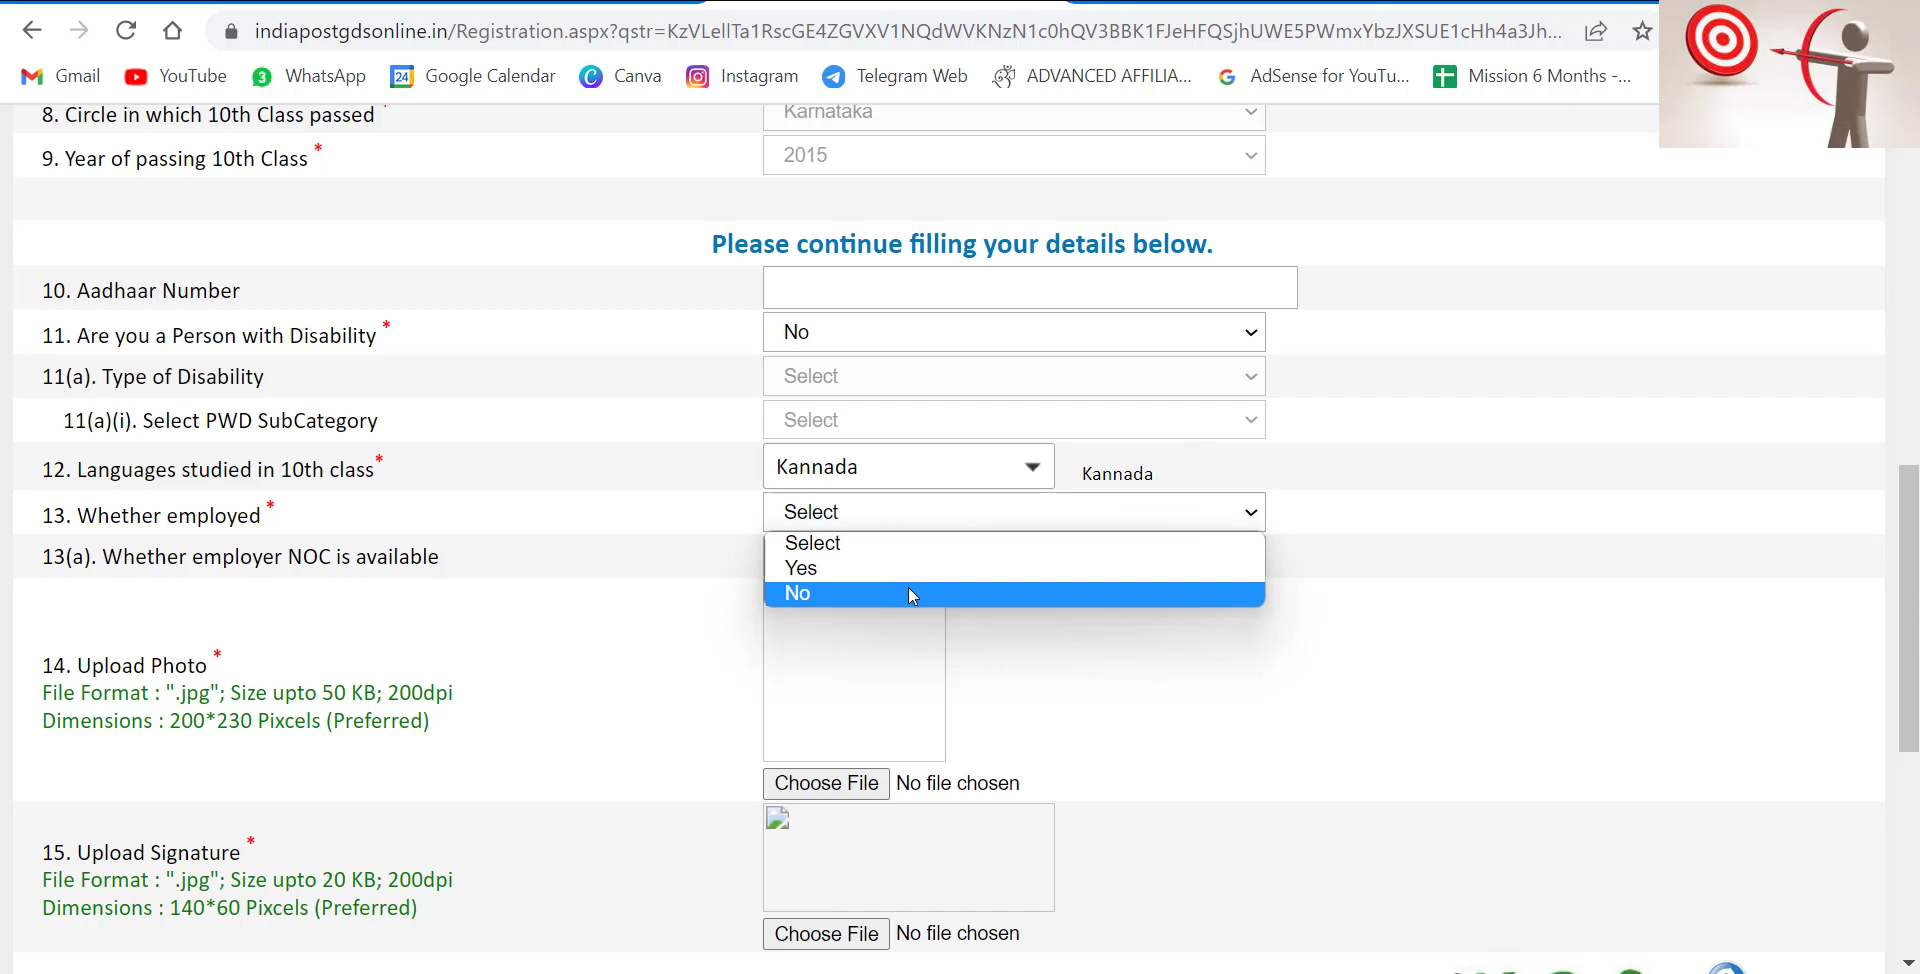 indiapostgdsonline.in/Registration.aspx?qstr=KzVLellTa1RscGE4ZGVXV1NQdWVKNzN1c0hQV3BBK1FJeHFQSjhUWE5PWmxYbzJXSUE1cHh4a3Jh...
Gmail YouTube 3 WhatsApp 24 Google Calendar C Canva Instagram Telegram Web ADVANCED AFFILIA... G AdSense for YouTu... Mission 6 Months -...
8. Circle in which 10th Class passed * Karnataka
9. Year of passing 10th Class * 2015
Please continue filling your details below.
10. Aadhaar Number
11. Are you a Person with Disability * No
11(a). Type of Disability Select
11(a)(i). Select PWD SubCategory Select
12. Languages studied in 10th class* Kannada Kannada
13. Whether employed * Select
Select
13(a). Whether employer NOC is available
Yes
No
14. Upload Photo *
File Format : ".jpg"; Size upto 50 KB; 200dpi
Dimensions : 200*230 Pixcels (Preferred)
Choose File No file chosen
15. Upload Signature *
File Format : ".jpg"; Size upto 20 KB; 200dpi
Dimensions : 140*60 Pixcels (Preferred)
Choose File No file chosen